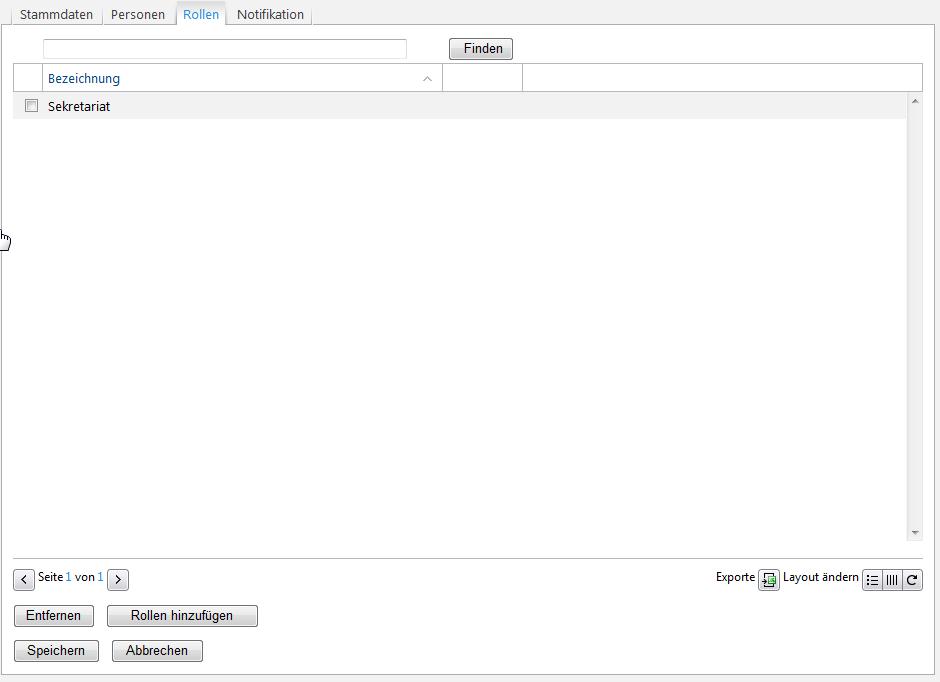 Stammdaten Personen Rollen Notifikation
Finden
Bezeichnung
Sekretariat
Seite 1 von 1 Exporte Layout ändern
Entfernen Rollen hinzufügen
Speichern Abbrechen